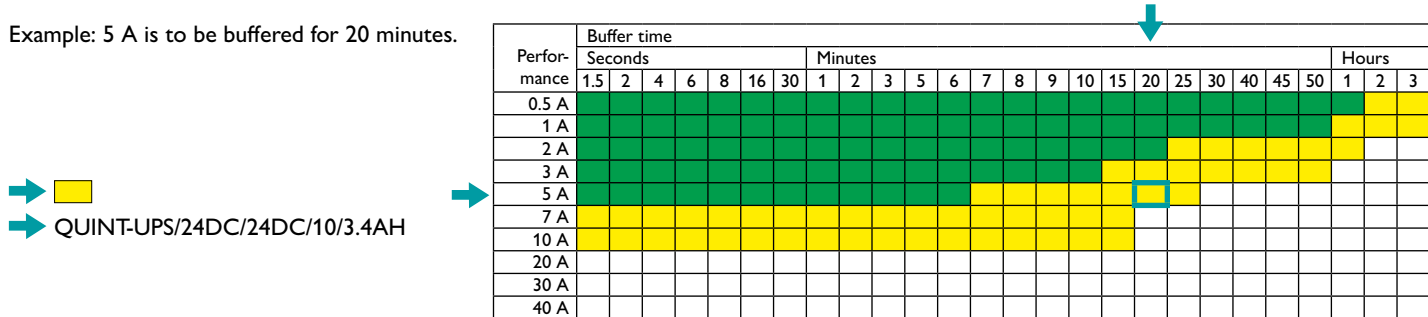 Example: 5 A is to be buffered for 20 minutes.
QUINT-UPS/24DC/24DC/10/3.4AH
Buffer time
Perfor-
mance
Seconds Minutes Hours
1.5 2 4 6 8 16 30 1 2 3 5 6 7 8 9 10 15 20 25 30 40 45 50 1 2 3
0.5 A
1 A
2 A
3 A
5 A
7 A
10 A
20 A
30 A
40 A